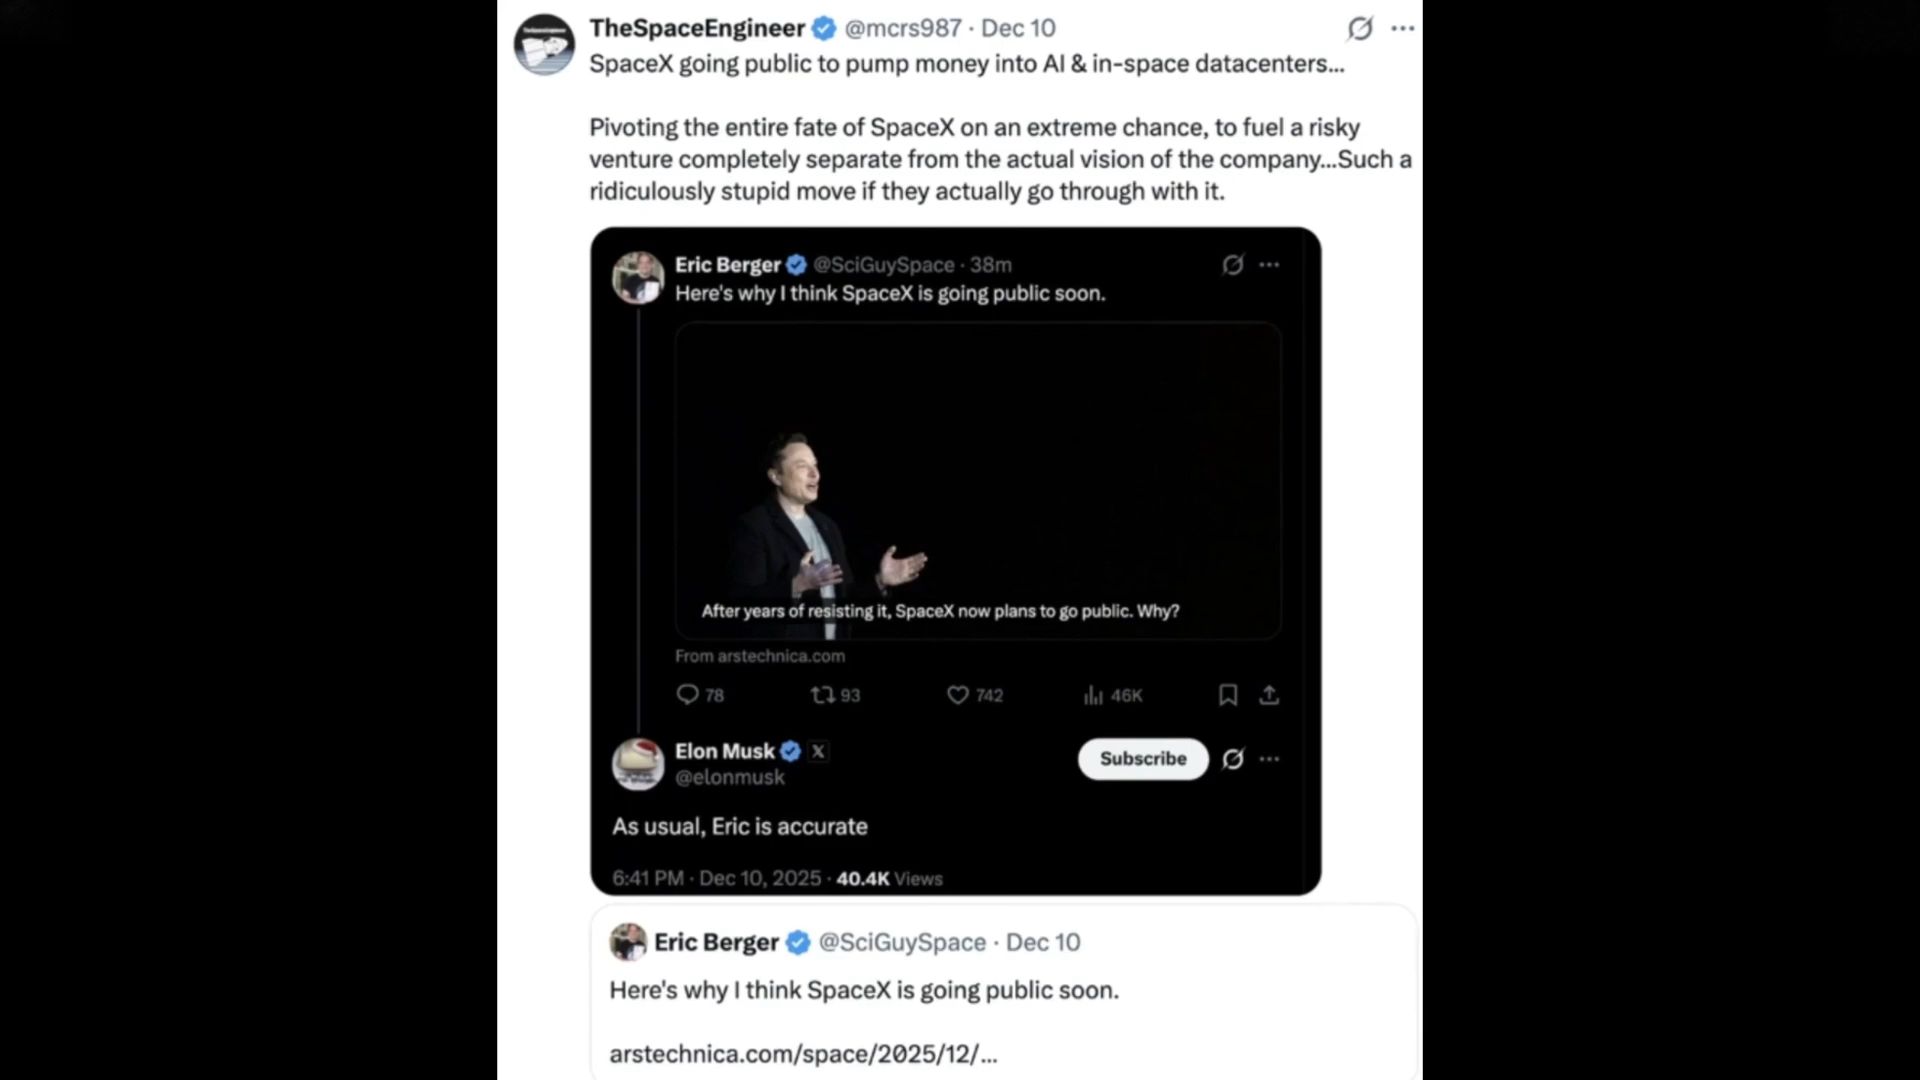 TheSpaceEngineer @mcrs987 · Dec 10
SpaceX going public to pump money into AI & in-space datacenters...
Pivoting the entire fate of SpaceX on an extreme chance, to fuel a risky
venture completely separate from the actual vision of the company...Such a
ridiculously stupid move if they actually go through with it.
Eric Berger @SciGuySpace · 38m
Here's why I think SpaceX is going public soon.
After years of resisting it, SpaceX now plans to go public. Why?
From arstechnica.com
78 93 742 46K
Elon Musk X
@elonmusk
Subscribe
As usual, Eric is accurate
6:41 PM · Dec 10, 2025 · 40.4K Views
Eric Berger @SciGuySpace · Dec 10
Here's why I think SpaceX is going public soon.
arstechnica.com/space/2025/12/...